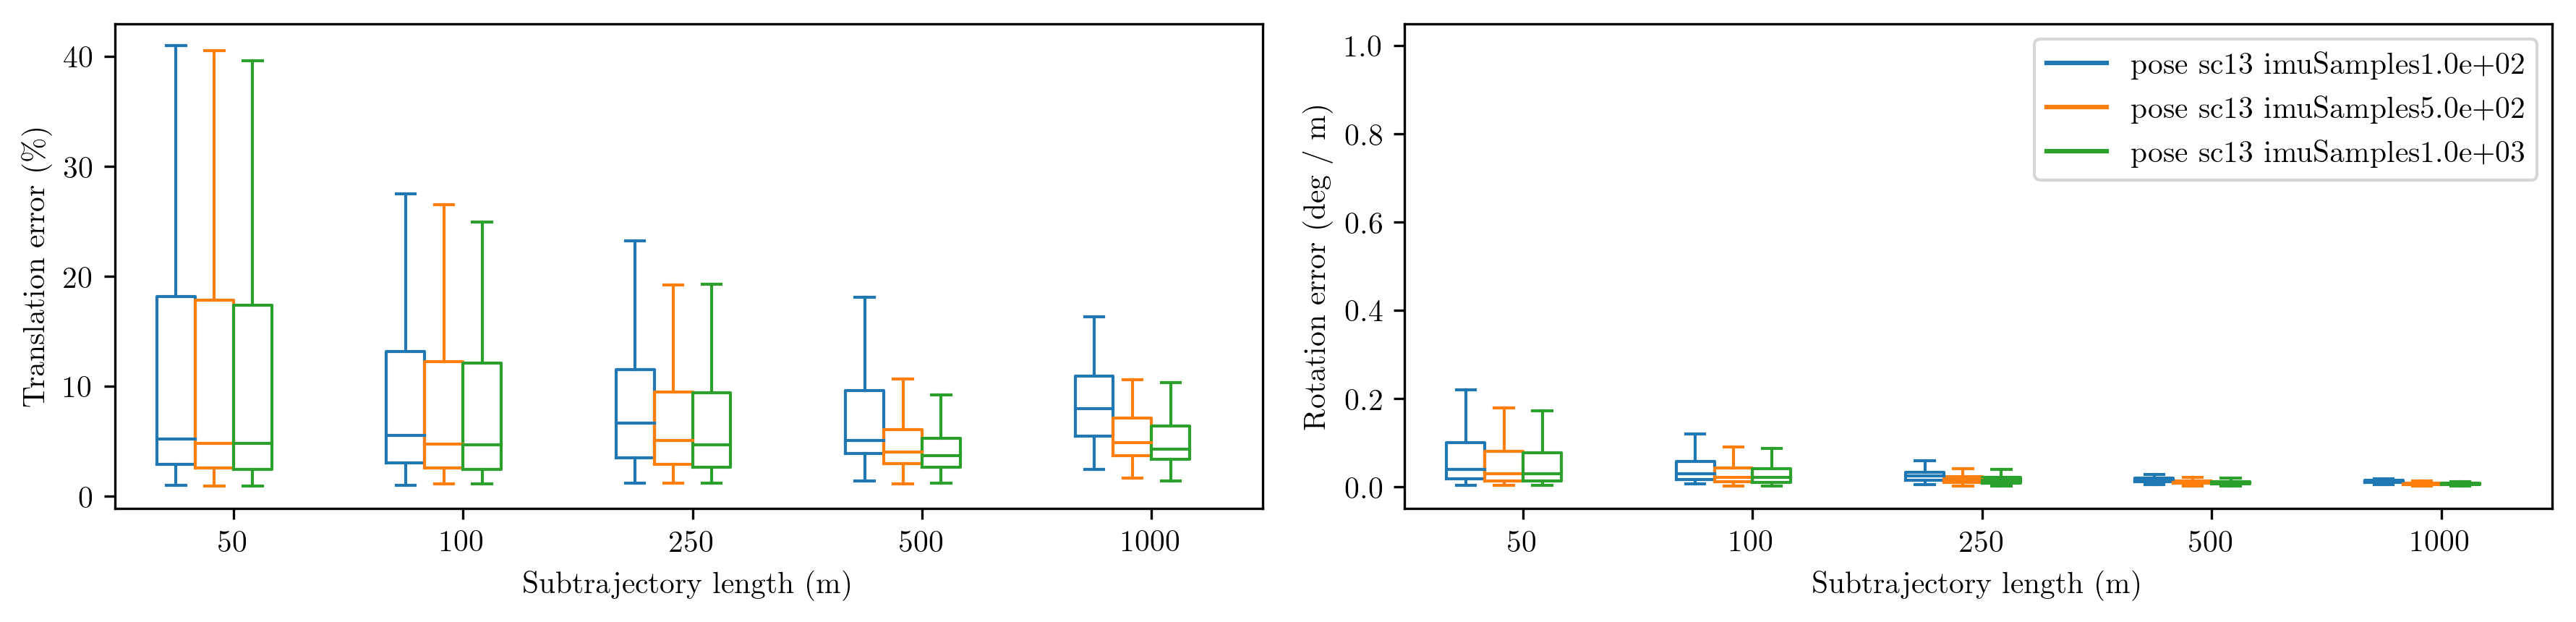 40
30
20
10
0
Translation error (%)
50 100 250 500 1000
Subtrajectory length (m)
1.0
0.8
0.6
0.4
0.2
0.0
Rotation error (deg / m)
pose sc13 imuSamples1.0e+02
pose sc13 imuSamples5.0e+02
pose sc13 imuSamples1.0e+03
50 100 250 500 1000
Subtrajectory length (m)